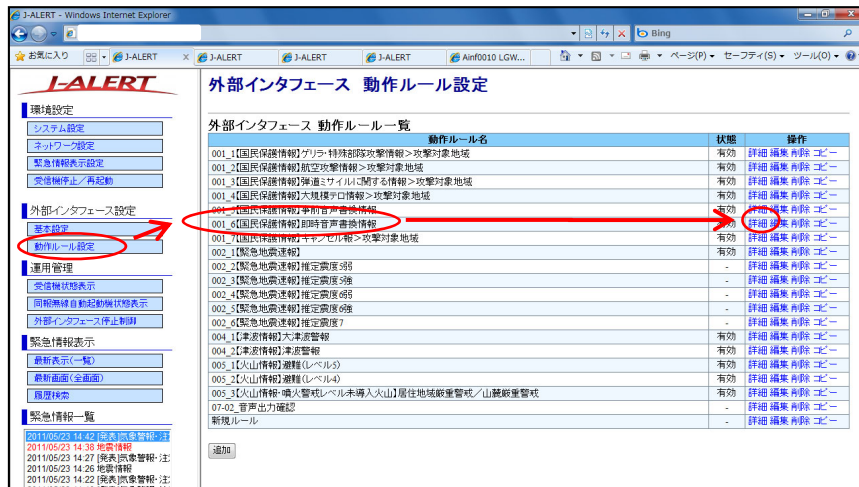 J-ALERT - Windows Internet Explorer
Bing
お気に入り J-ALERT J-ALERT J-ALERT J-ALERT Ainf0010 LGW... ページ(P) セーフティ(S) ツール(O)
J-ALERT
環境設定
システム設定
ネットワーク設定
緊急情報表示設定
受信機停止／再起動
外部インタフェース設定
基本設定
動作ルール設定
運用管理
受信機状態表示
同報無線自動起動機状態表示
外部インタフェース停止制御
緊急情報表示
最新表示(一覧)
最新画面(全画面)
履歴検索
緊急情報一覧
2011/05/23 14:42 [発表]気象警報・注
2011/05/23 14:38 地震情報
2011/05/23 14:27 [発表]気象警報・注
2011/05/23 14:26 地震情報
2011/05/23 14:22 [発表]気象警報・注
外部インタフェース 動作ルール設定
外部インタフェース 動作ルール一覧
動作ルール名 状態 操作
001_1【国民保護情報】ゲリラ・特殊部隊攻撃情報>攻撃対象地域 有効 詳細 編集 削除 コピー
001_2【国民保護情報】航空攻撃情報>攻撃対象地域 有効 詳細 編集 削除 コピー
001_3【国民保護情報】弾道ミサイルに関する情報>攻撃対象地域 有効 詳細 編集 削除 コピー
001_4【国民保護情報】大規模テロ情報>攻撃対象地域 有効 詳細 編集 削除 コピー
001_5【国民保護情報】事前音声書換情報 有効 詳細 編集 削除 コピー
001_6【国民保護情報】即時音声書換情報 有効 詳細 編集 削除 コピー
001_7【国民保護情報】キャンセル報>攻撃対象地域 有効 詳細 編集 削除 コピー
002_1【緊急地震速報】 有効 詳細 編集 削除 コピー
002_2【緊急地震速報】推定震度5弱 - 詳細 編集 削除 コピー
002_3【緊急地震速報】推定震度5強 - 詳細 編集 削除 コピー
002_4【緊急地震速報】推定震度6弱 - 詳細 編集 削除 コピー
002_5【緊急地震速報】推定震度6強 - 詳細 編集 削除 コピー
002_6【緊急地震速報】推定震度7 - 詳細 編集 削除 コピー
004_1【津波情報】大津波警報 有効 詳細 編集 削除 コピー
004_2【津波情報】津波警報 有効 詳細 編集 削除 コピー
005_1【火山情報】避難(レベル5) 有効 詳細 編集 削除 コピー
005_2【火山情報】避難(レベル4) 有効 詳細 編集 削除 コピー
005_3【火山情報・噴火警戒レベル未導入火山】居住地域厳重警戒／山麓厳重警戒 有効 詳細 編集 削除 コピー
07-02_音声出力確認 - 詳細 編集 削除 コピー
新規ルール - 詳細 編集 削除 コピー
追加